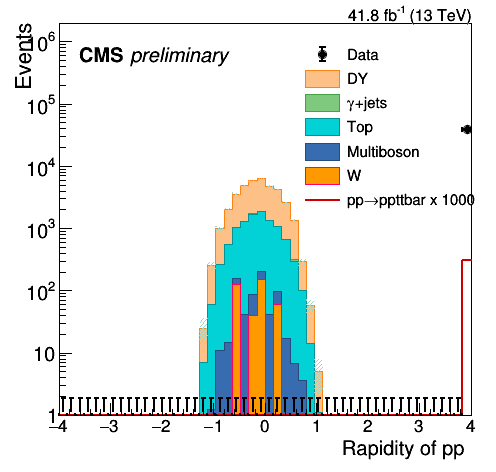 41.8 fb⁻¹ (13 TeV)
Events
CMS preliminary
Data
DY
γ+jets
Top
Multiboson
W
pp→ppttbar x 1000
10⁶
10⁵
10⁴
10³
10²
10
1
−4 −3 −2 −1 0 1 2 3 4
Rapidity of pp